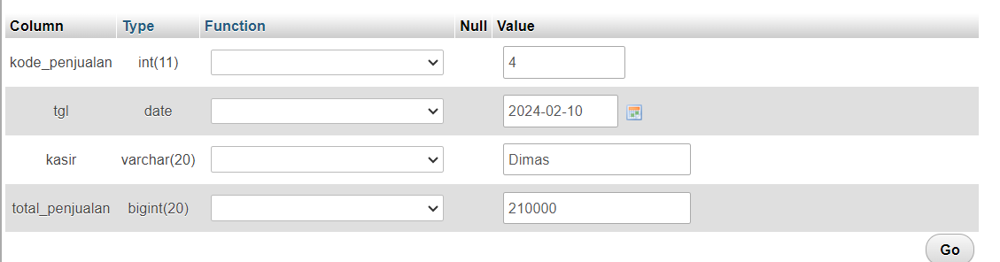 Column Type Function Null Value
kode_penjualan int(11) 4
tgl date 2024-02-10
kasir varchar(20) Dimas
total_penjualan bigint(20) 210000
Go